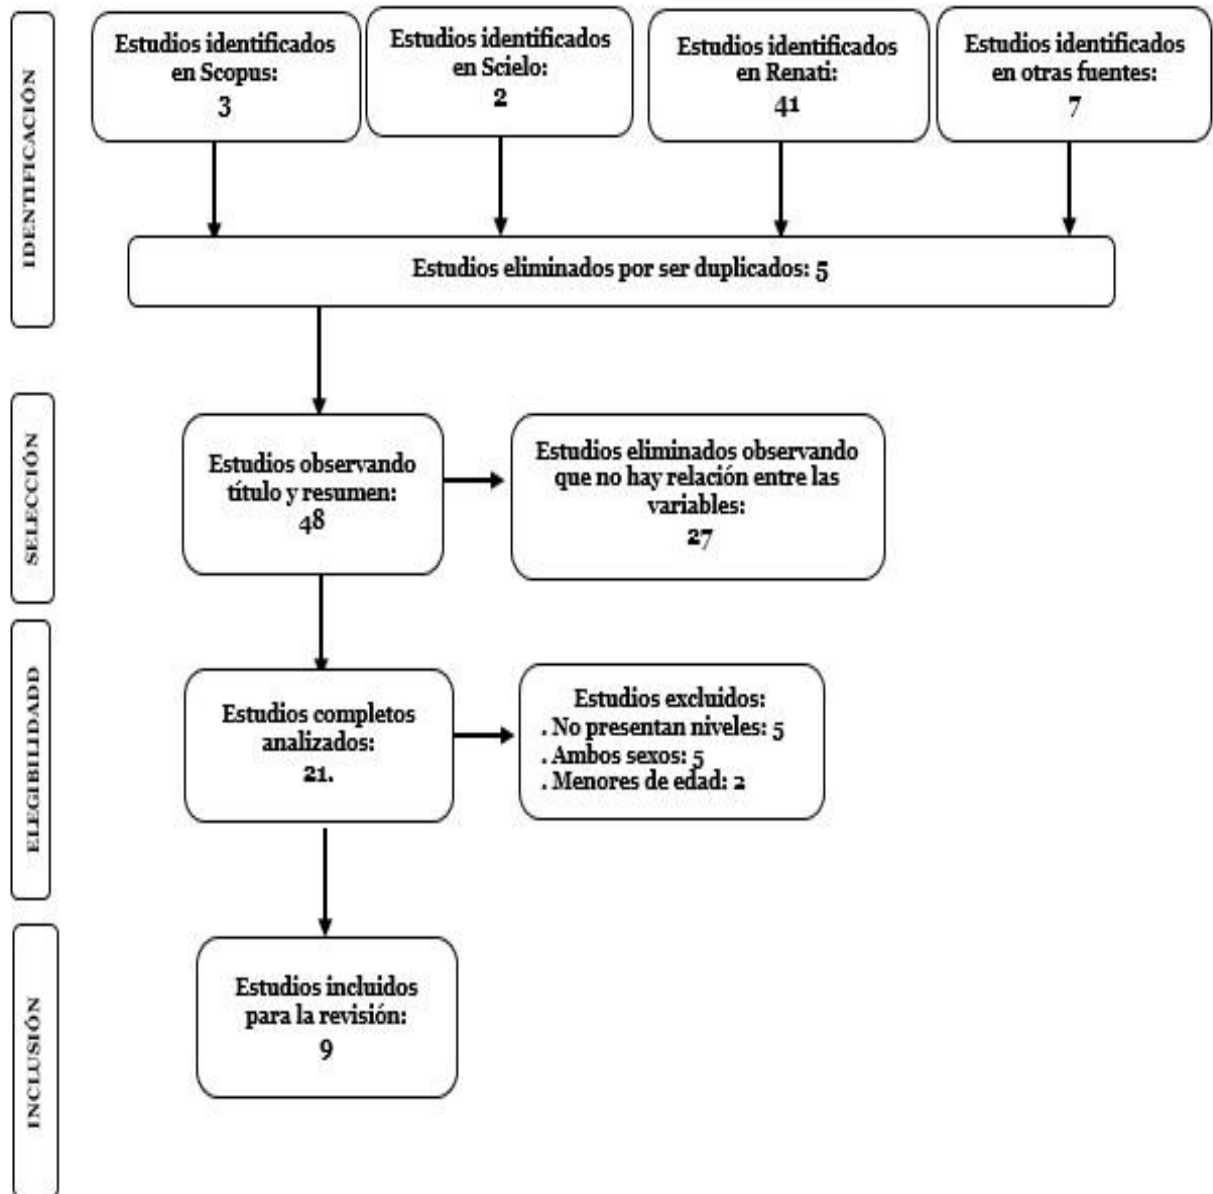 IDENTIFICACIÓN
Estudios identificados
en Scopus:
3
Estudios identificados
en Scielo:
2
Estudios identificados
en Renati:
41
Estudios identificados
en otras fuentes:
7
Estudios eliminados por ser duplicados: 5
SELECCIÓN
Estudios observando
título y resumen:
48
Estudios eliminados observando
que no hay relación entre las
variables:
27
ELEGIBILIDADD
Estudios completos
analizados:
21.
Estudios excluidos:
. No presentan niveles: 5
. Ambos sexos: 5
. Menores de edad: 2
INCLUSIÓN
Estudios incluidos
para la revisión:
9